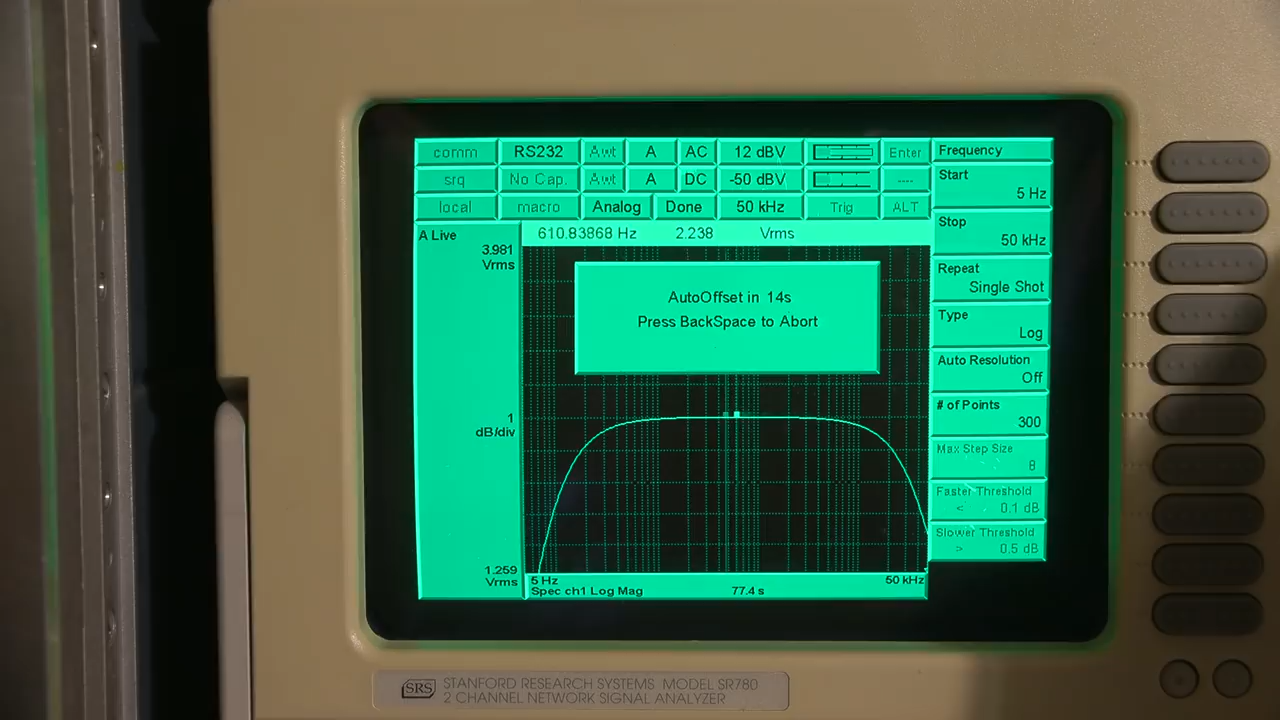 comm RS232 Awt A AC 12 dBV Enter
srq No Cap. Awt A DC -50 dBV ----
local macro Analog Done 50 kHz Trig ALT
610.83868 Hz 2.238 Vrms
A Live
3.981
Vrms
AutoOffset in 14s
Press BackSpace to Abort
1
dB/div
1.259
Vrms
5 Hz 50 kHz
Spec ch1 Log Mag 77.4 s
Frequency
Start
5 Hz
Stop
50 kHz
Repeat
Single Shot
Type
Log
Auto Resolution
Off
# of Points
300
Max Step Size
8
Faster Threshold
< 0.1 dB
Slower Threshold
> 0.5 dB
SRS STANFORD RESEARCH SYSTEMS MODEL SR780
2 CHANNEL NETWORK SIGNAL ANALYZER